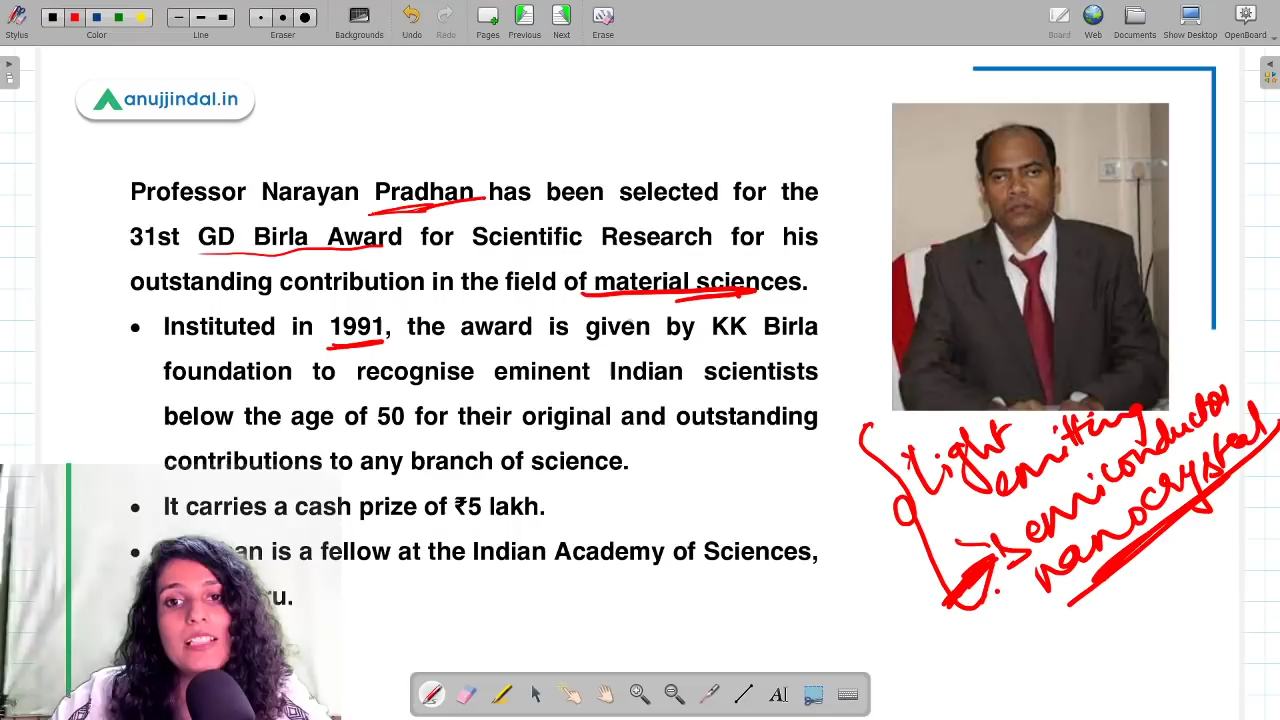 Stylus
Color
Line
Eraser
Backgrounds
Undo
Redo
Pages
Previous
Next
Erase
Board
Web
Documents
Show Desktop
OpenBoard
anujjindal.in
Professor Narayan Pradhan has been selected for the
31st GD Birla Award for Scientific Research for his
outstanding contribution in the field of material sciences.
• Instituted in 1991, the award is given by KK Birla
foundation to recognise eminent Indian scientists
below the age of 50 for their original and outstanding
contributions to any branch of science.
• It carries a cash prize of ₹5 lakh.
• an is a fellow at the Indian Academy of Sciences,
ru.
Light
emitting
semiconductor
nanocrystal
AI